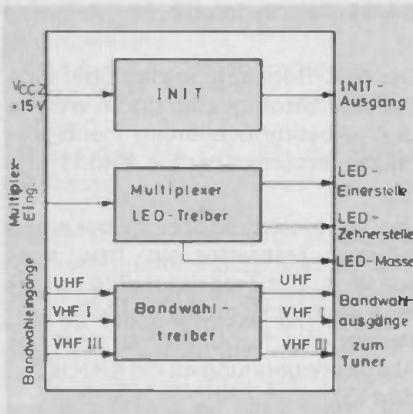 VCC2
+15V
INIT
INIT-
Ausgang
Multiplex
Eing.
Multiplexer
LED-Treiber
LED-
Einerstelle
LED-
Zehnerstelle
LED-Masse
Bandwahleingänge
UHF
VHF I
VHF III
Bandwahl-
treiber
UHF
VHF I
VHF III
Bandwahl-
ausgänge
zum
Tuner